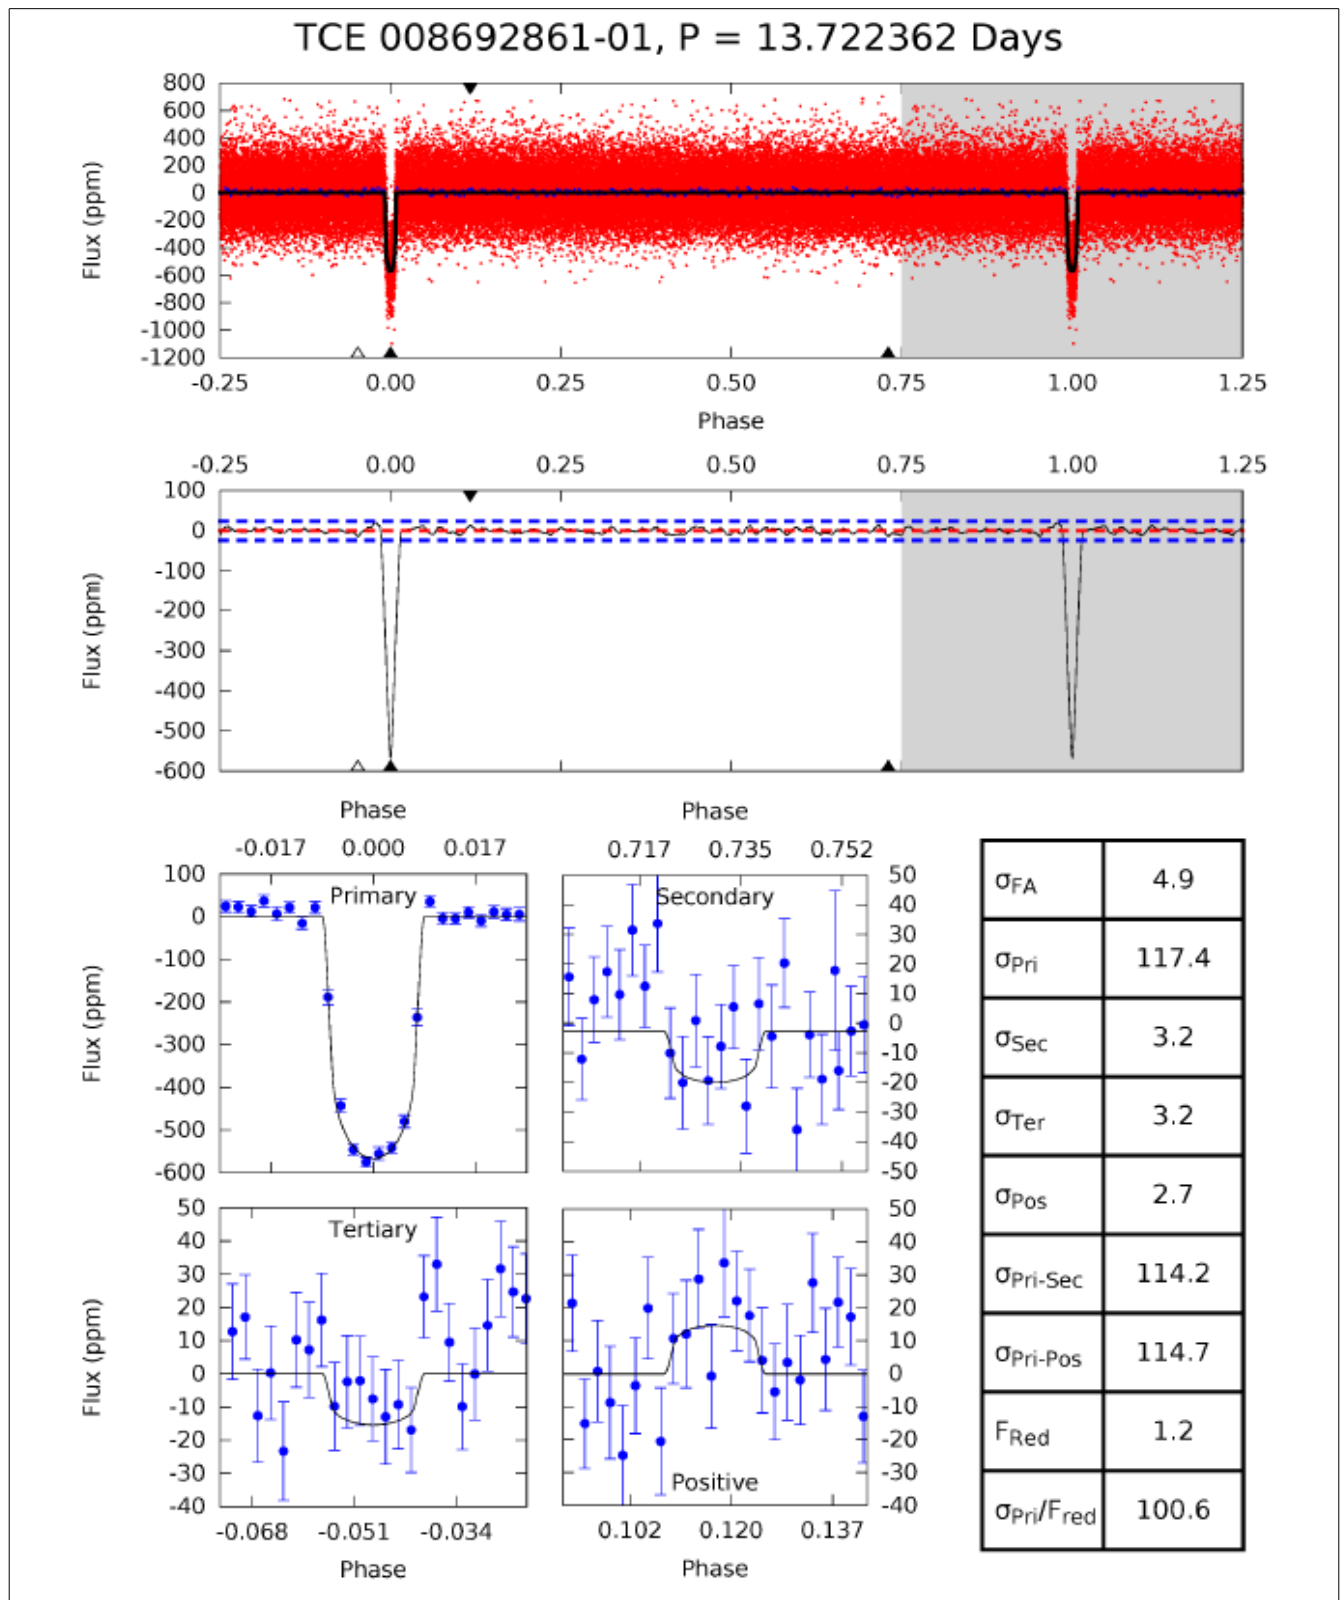 TCE 008692861-01, P = 13.722362 Days
800
600
400
200
0
-200
-400
-600
-800
-1000
-1200
Flux (ppm)
-0.25 0.00 0.25 0.50 0.75 1.00 1.25
Phase
-0.25 0.00 0.21 0.50 0.75 1.00 1.25
100
0
-100
-200
-300
-400
-500
-600
Flux (ppm)
Phase Phase
-0.017 0.000 0.017
Primary
100
0
-100
-200
-300
-400
-500
-600
Flux (ppm)
0.717 0.735 0.752
Secondary
50
40
30
20
10
0
-10
-20
-30
-40
-50
Tertiary
50
40
30
20
10
0
-10
-20
-30
-40
Flux (ppm)
-0.068 -0.051 -0.034
Phase
Positive
50
40
30
20
10
0
-10
-20
-30
-40
0.102 0.120 0.137
Phase
σFA 4.9
σPri 117.4
σSec 3.2
σTer 3.2
σPos 2.7
σPri-Sec 114.2
σPri-Pos 114.7
FRed 1.2
σPri/Fred 100.6